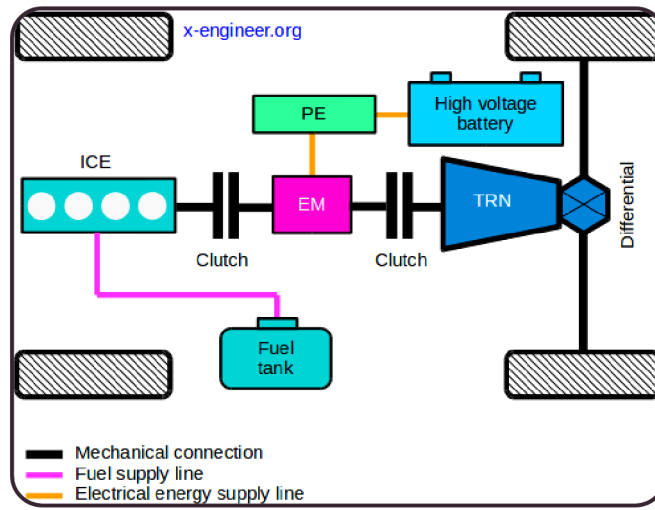 x-engineer.org
PE
High voltage
battery
ICE
EM
TRN
Differential
Clutch
Clutch
Fuel
tank
Mechanical connection
Fuel supply line
Electrical energy supply line